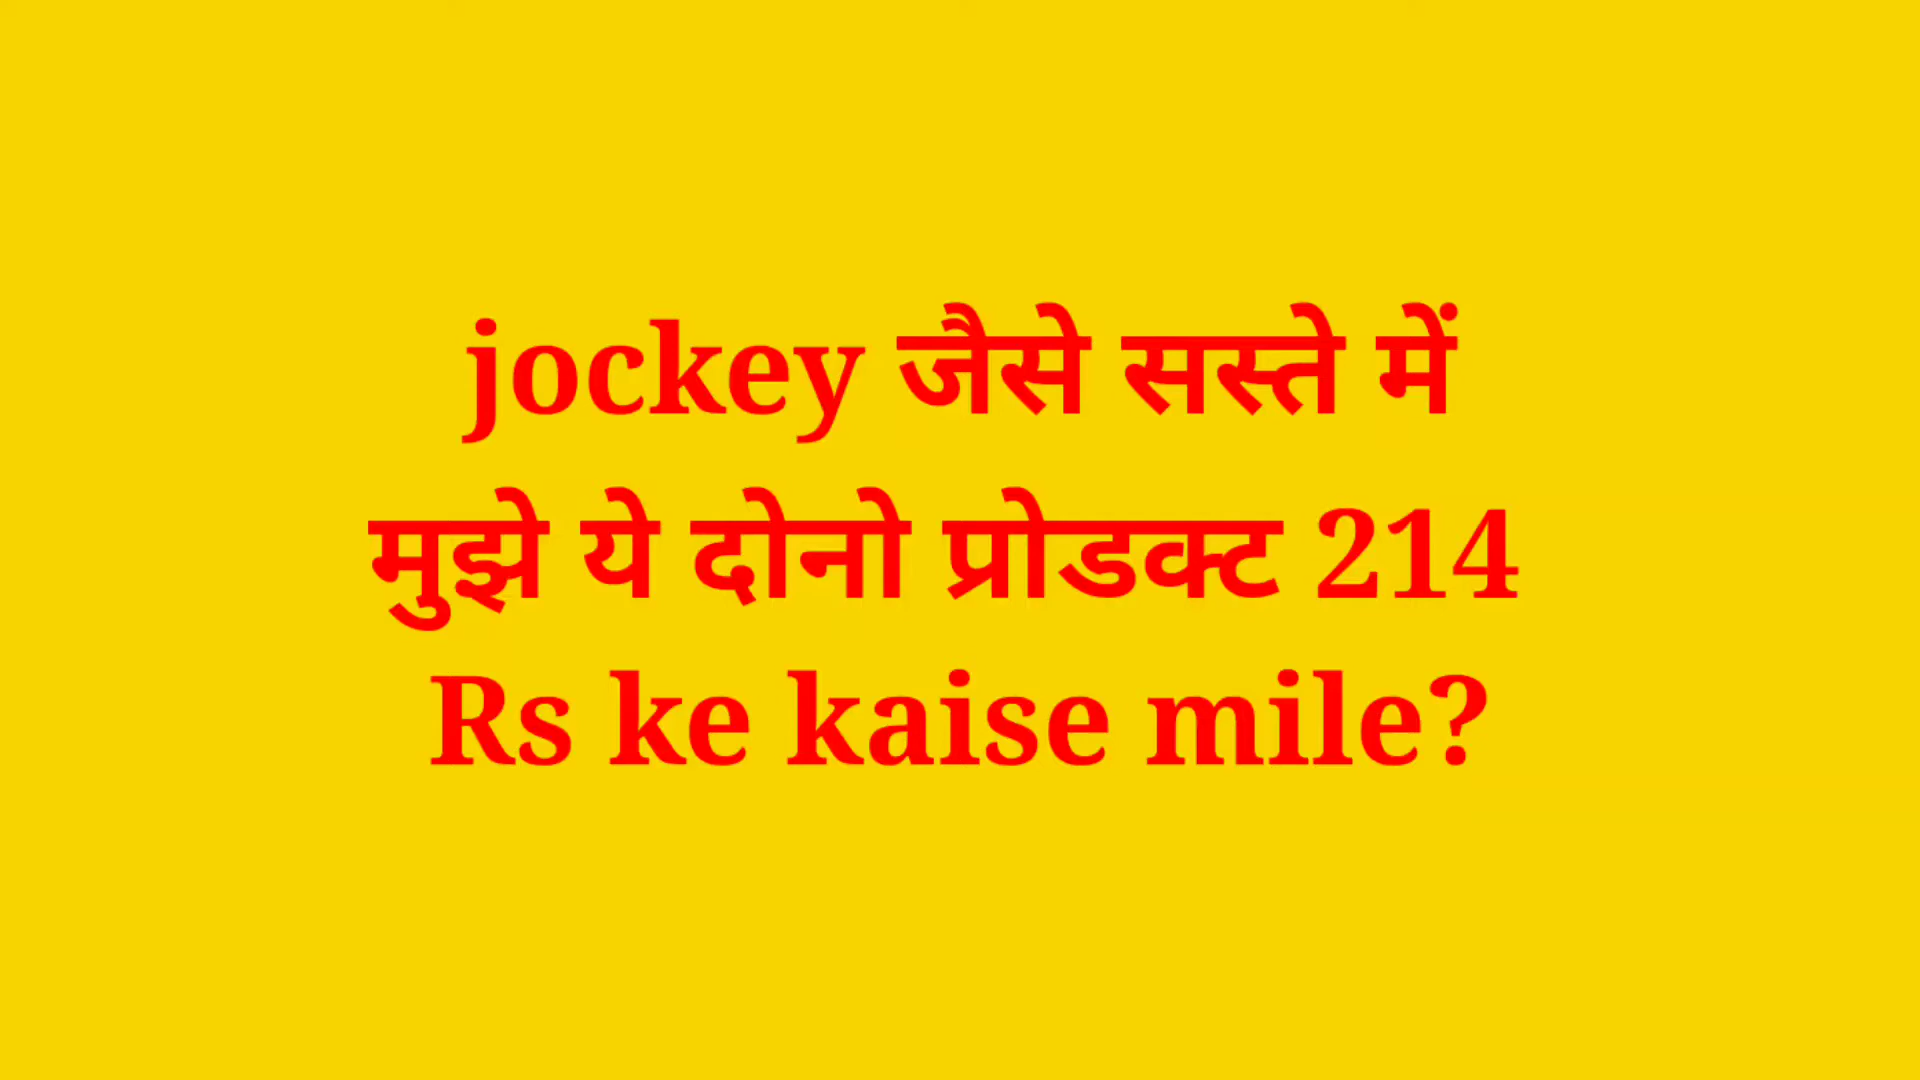 jockey जैसे सस्ते में
मुझे ये दोनो प्रोडक्ट 214
Rs ke kaise mile?